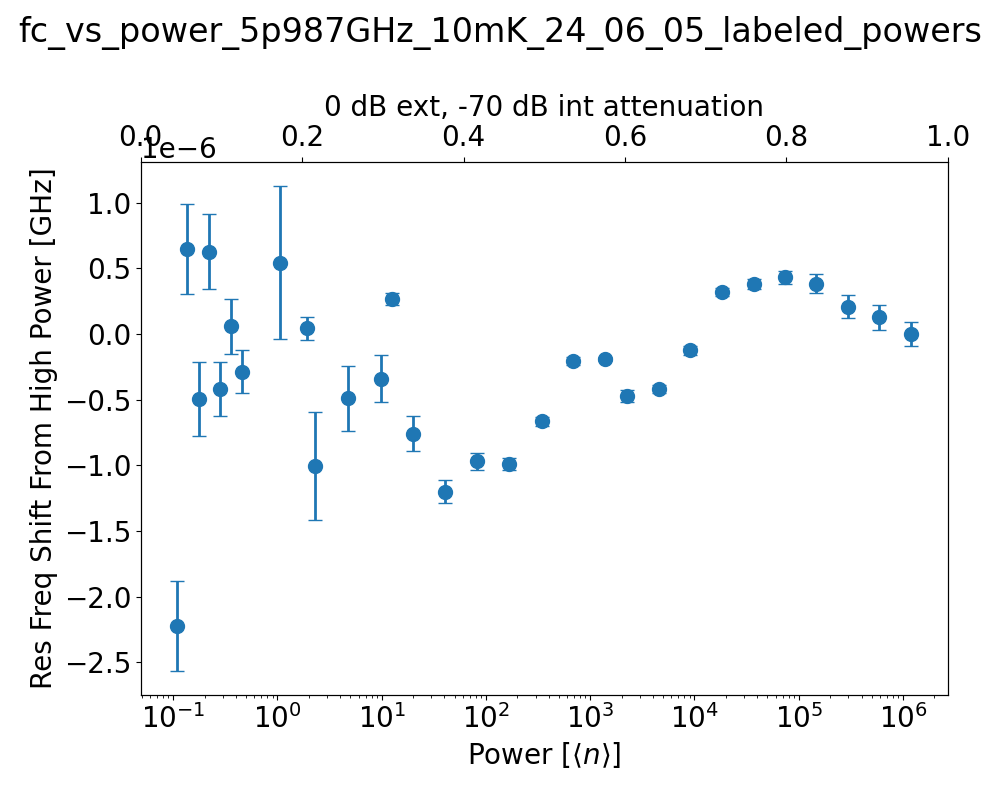 fc_vs_power_5p987GHz_10mK_24_06_05_labeled_powers
0 dB ext, -70 dB int attenuation
0.0 0.2 0.4 0.6 0.8 1.0
1e−6
Res Freq Shift From High Power [GHz]
1.0
0.5
0.0
−0.5
−1.0
−1.5
−2.0
−2.5
10⁻¹ 10⁰ 10¹ 10² 10³ 10⁴ 10⁵ 10⁶
Power [⟨n⟩]